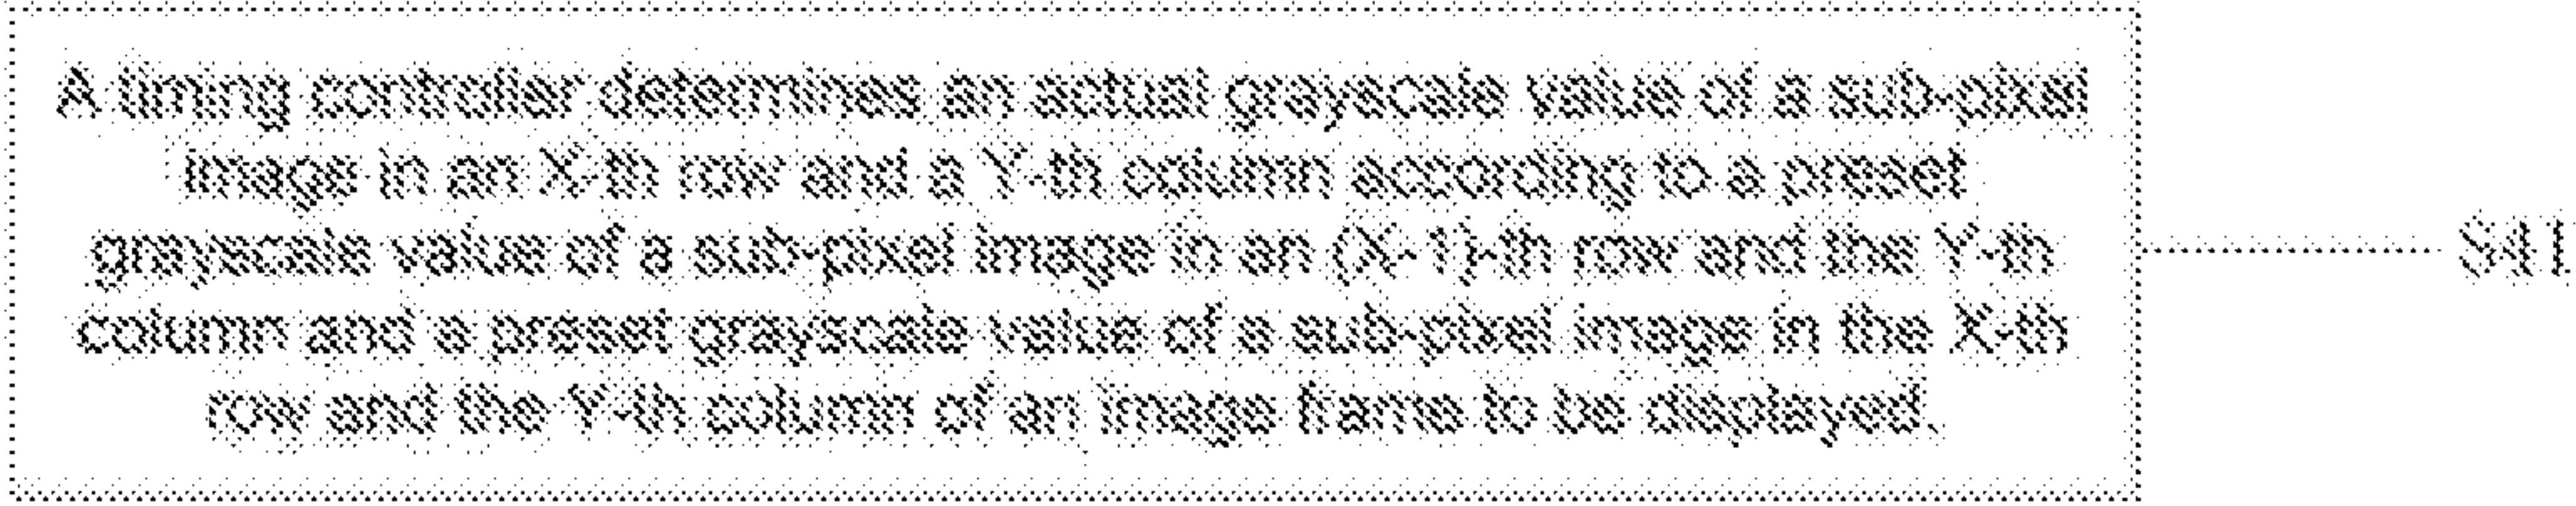 A timing controller determines an actual grayscale value of a sub-pixel
image in an X-th row and a Y-th column according to a preset
grayscale value of a sub-pixel image in an (X-1)-th row and the Y-th
column and a preset grayscale value of a sub-pixel image in the X-th
row and the Y-th column of an image frame to be displayed.
S41